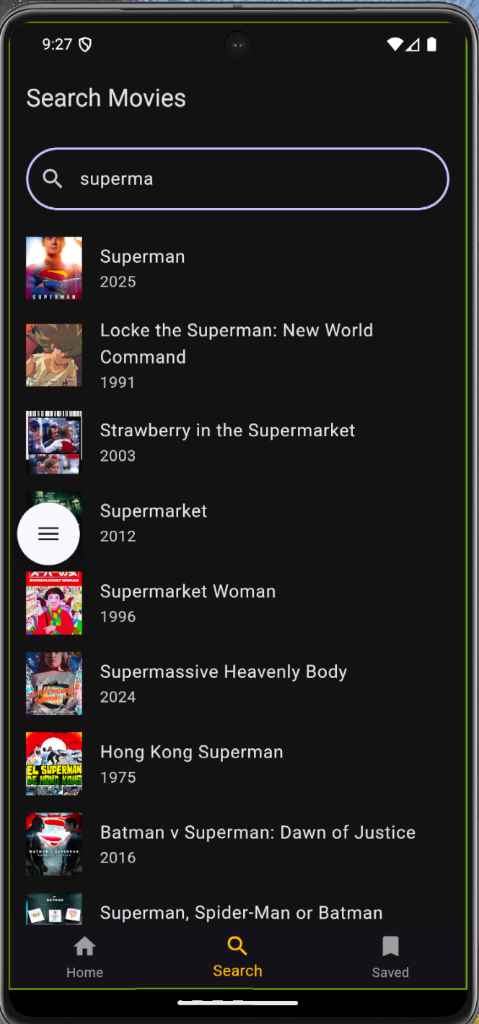 9:27
Search Movies
superma
SUPERMAN
Superman
2025
Locke the Superman: New World
Command
1991
Strawberry in the Supermarket
2003
Supermarket
2012
Supermarket Woman
1996
Supermassive Heavenly Body
2024
EL SUPERMAN
DE HONG KONG
Hong Kong Superman
1975
Batman v Superman: Dawn of Justice
2016
Superman, Spider-Man or Batman
Home
Search
Saved